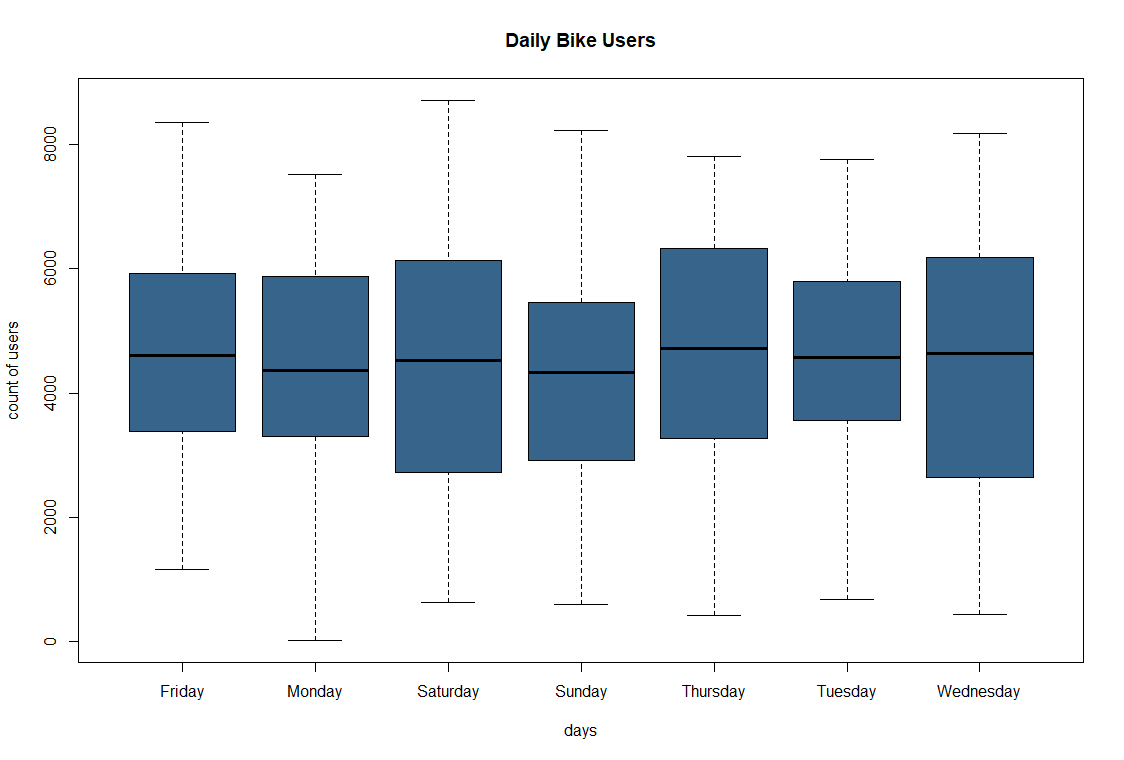 Daily Bike Users
count of users
8000
6000
4000
2000
0
Friday Monday Saturday Sunday Thursday Tuesday Wednesday
days